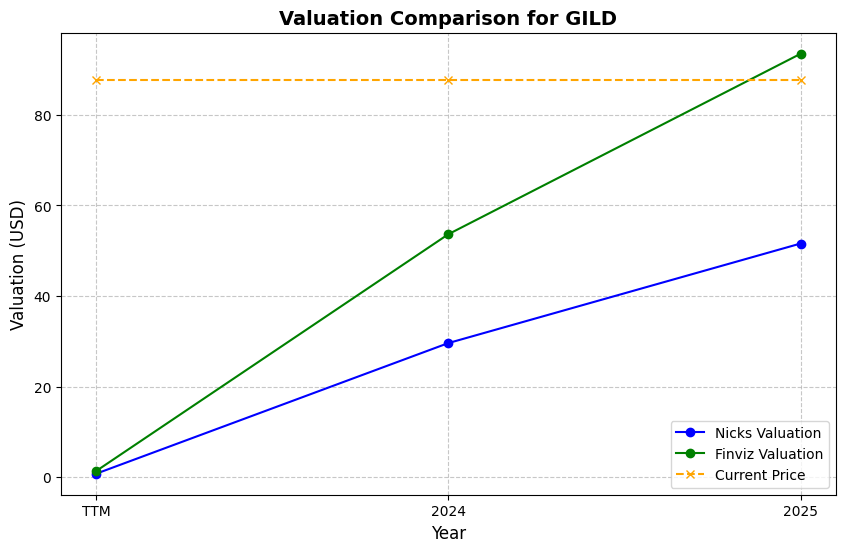 Valuation Comparison for GILD
Valuation (USD)
80
60
40
20
0
TTM
2024
2025
Year
Nicks Valuation
Finviz Valuation
Current Price